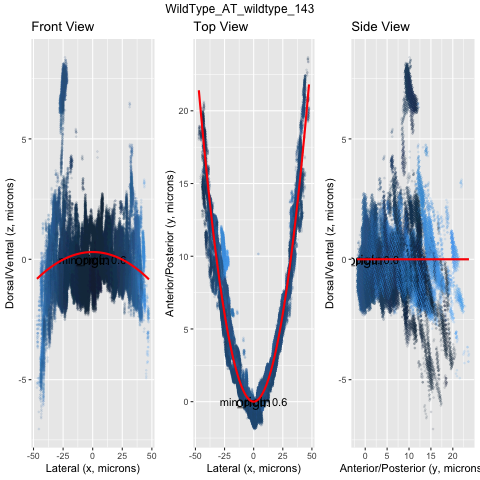 WildType_AT_wildtype_143
Front View
Top View
Side View
Dorsal/Ventral (z, microns)
5
0
-5
-50
-25
0
25
50
Lateral (x, microns)
Anterior/Posterior (y, microns)
20
15
10
5
0
origin
-50
-25
0
25
50
Lateral (x, microns)
Dorsal/Ventral (z, microns)
5
0
-5
0
5
10
15
20
Anterior/Posterior (y, microns